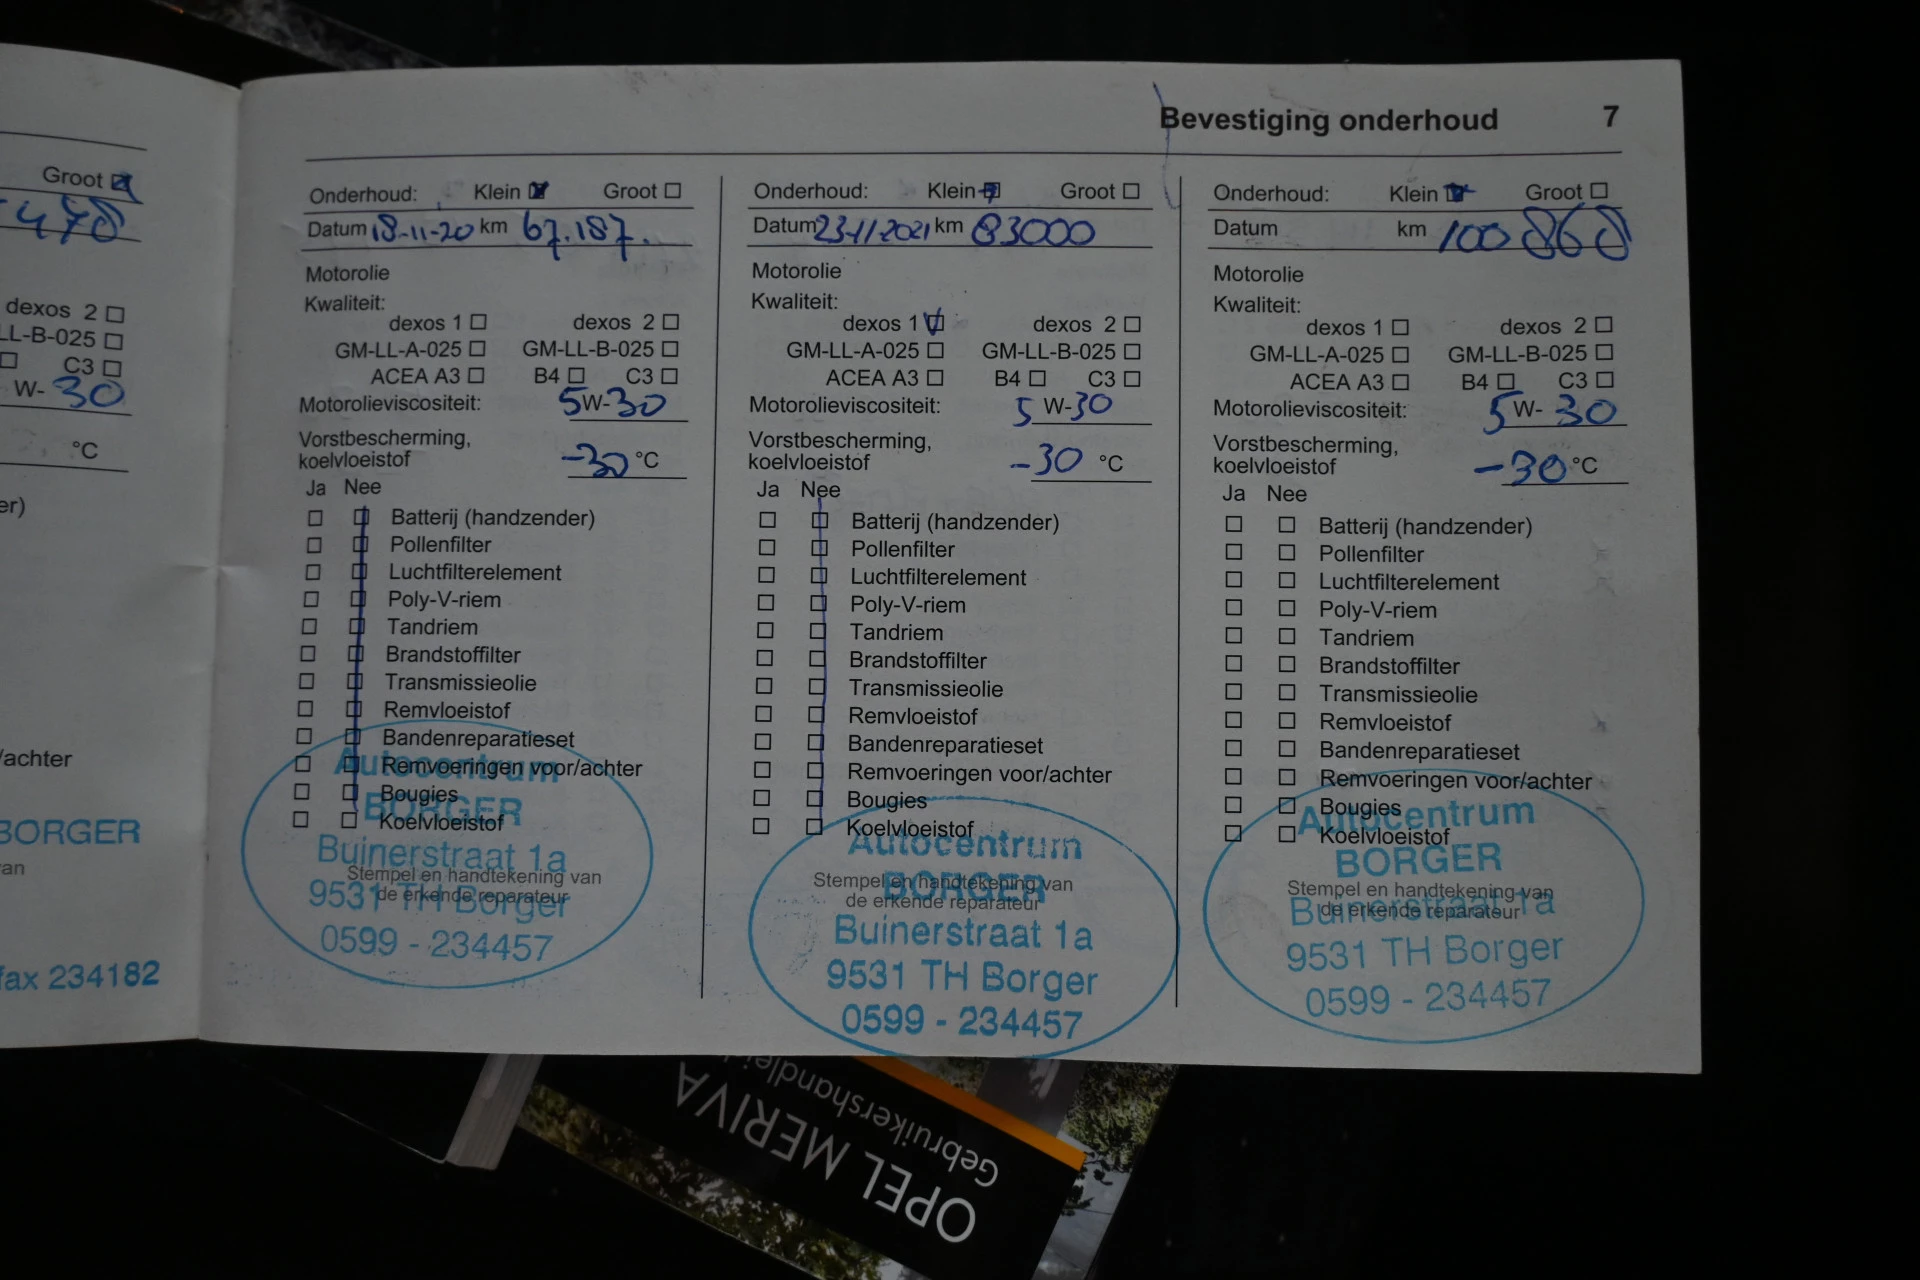 Groot
478
dexos 2
LL-B-025
C3
W- 30
°C
er)
/achter
BORGER
an
fax 234182
Bevestiging onderhoud 7
Onderhoud: Klein Groot
Datum 18-11-20 km 67.187.
Motorolie
Kwaliteit:
dexos 1 dexos 2
GM-LL-A-025 GM-LL-B-025
ACEA A3 B4 C3
Motorolieviscositeit: 5W-30
Vorstbescherming,
koelvloeistof -30 °C
Ja Nee
Batterij (handzender)
Pollenfilter
Luchtfilterelement
Poly-V-riem
Tandriem
Brandstoffilter
Transmissieolie
Remvloeistof
Bandenreparatieset
Remvoeringen voor/achter
Bougies
Koelvloeistof
Stempel en handtekening van
de erkende reparateur
Autocentrum
BORGER
Buinerstraat 1a
9531 TH Borger
0599 - 234457
Onderhoud: Klein Groot
Datum 23/1/2021 km 83000
Motorolie
Kwaliteit:
dexos 1 dexos 2
GM-LL-A-025 GM-LL-B-025
ACEA A3 B4 C3
Motorolieviscositeit: 5 W-30
Vorstbescherming,
koelvloeistof -30 °C
Ja Nee
Batterij (handzender)
Pollenfilter
Luchtfilterelement
Poly-V-riem
Tandriem
Brandstoffilter
Transmissieolie
Remvloeistof
Bandenreparatieset
Remvoeringen voor/achter
Bougies
Koelvloeistof
Stempel en handtekening van
de erkende reparateur
Autocentrum
BORGER
Buinerstraat 1a
9531 TH Borger
0599 - 234457
Onderhoud: Klein Groot
Datum km 100868
Motorolie
Kwaliteit:
dexos 1 dexos 2
GM-LL-A-025 GM-LL-B-025
ACEA A3 B4 C3
Motorolieviscositeit: 5 W- 30
Vorstbescherming,
koelvloeistof -30 °C
Ja Nee
Batterij (handzender)
Pollenfilter
Luchtfilterelement
Poly-V-riem
Tandriem
Brandstoffilter
Transmissieolie
Remvloeistof
Bandenreparatieset
Remvoeringen voor/achter
Bougies
Koelvloeistof
Stempel en handtekening van
de erkende reparateur
Autocentrum
BORGER
Buinerstraat 1a
9531 TH Borger
0599 - 234457
OPEL MERIVA
Gebruikershandlei